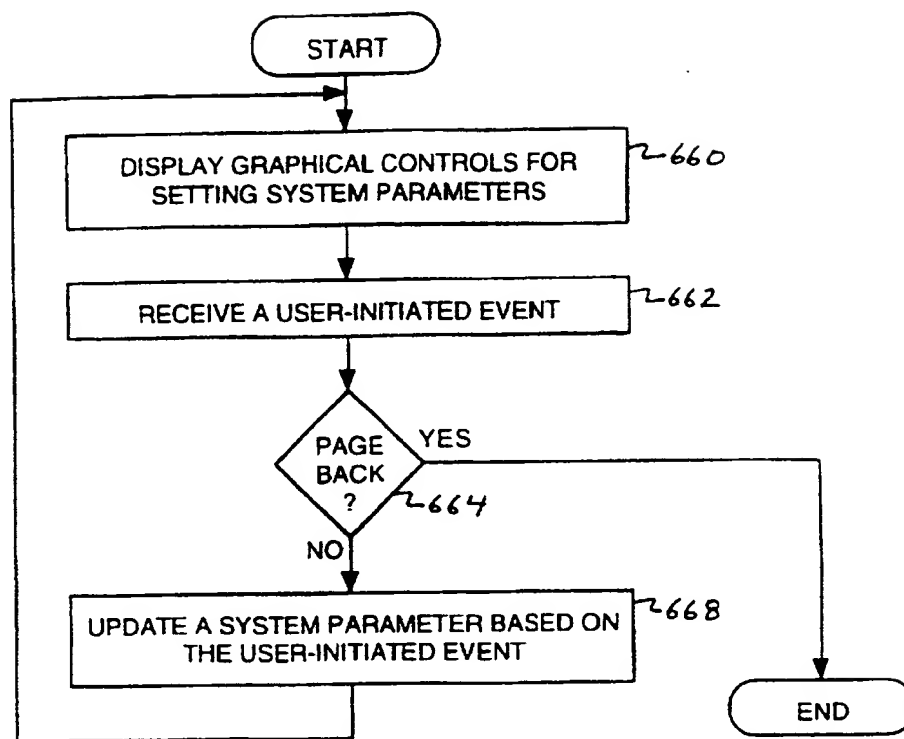 START
DISPLAY GRAPHICAL CONTROLS FOR
SETTING SYSTEM PARAMETERS
660
RECEIVE A USER-INITIATED EVENT
662
PAGE
BACK
?
YES
664
NO
UPDATE A SYSTEM PARAMETER BASED ON
THE USER-INITIATED EVENT
668
END